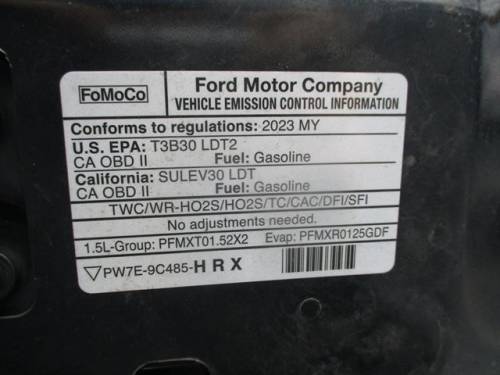 FoMoCo
Ford Motor Company
VEHICLE EMISSION CONTROL INFORMATION
Conforms to regulations: 2023 MY
U.S. EPA: T3B30 LDT2
CA OBD II Fuel: Gasoline
California: SULEV30 LDT
CA OBD II Fuel: Gasoline
TWC/WR-HO2S/HO2S/TC/CAC/DFI/SFI
No adjustments needed.
1.5L-Group: PFMXT01.52X2 Evap: PFMXR0125GDF
▽PW7E-9C485-H R X